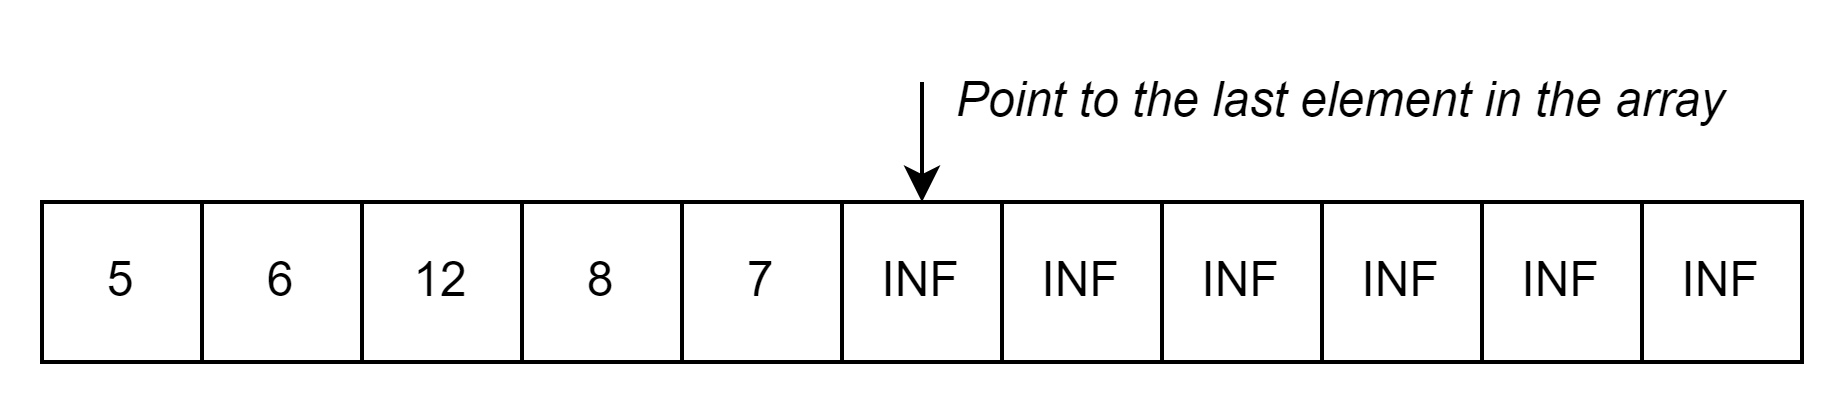 Point to the last element in the array
5 6 12 8 7 INF INF INF INF INF INF